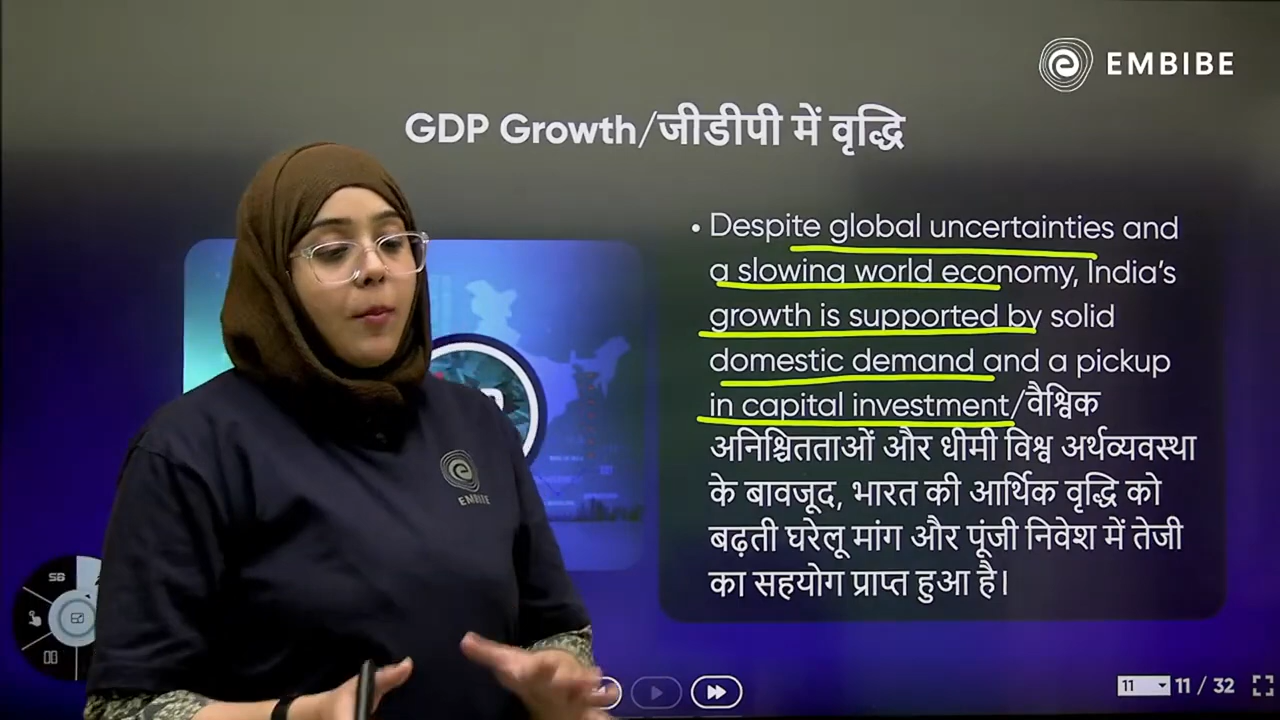 EMBIBE
GDP Growth/जीडीपी में वृद्धि
• Despite global uncertainties and
a slowing world economy, India's
growth is supported by solid
domestic demand and a pickup
in capital investment/वैश्विक
अनिश्चितताओं और धीमी विश्व अर्थव्यवस्था
के बावजूद, भारत की आर्थिक वृद्धि को
बढ़ती घरेलू मांग और पूंजी निवेश में तेजी
का सहयोग प्राप्त हुआ है।
EMBIBE
11
11 / 32